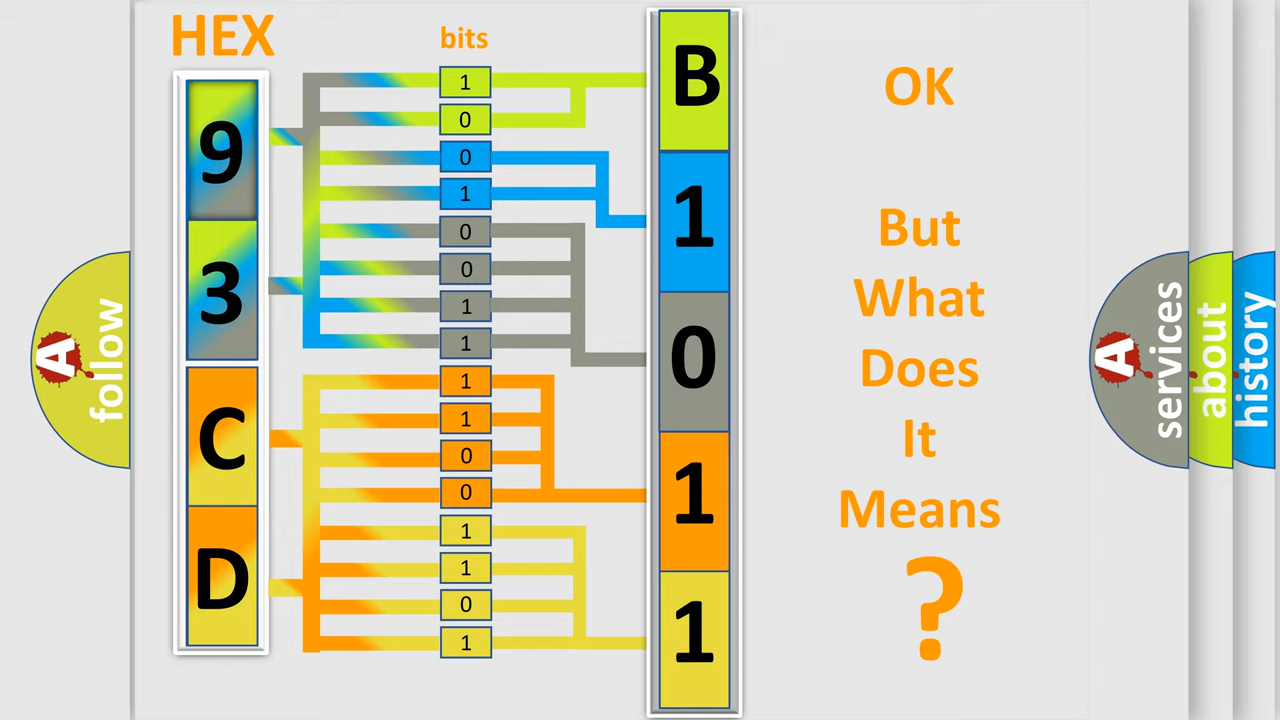 HEX
bits
9
3
C
D
1
0
0
1
0
0
1
1
1
1
0
0
1
1
0
1
B
1
0
1
1
OK
But
What
Does
It
Means
?
A
follow
A
services
about
history